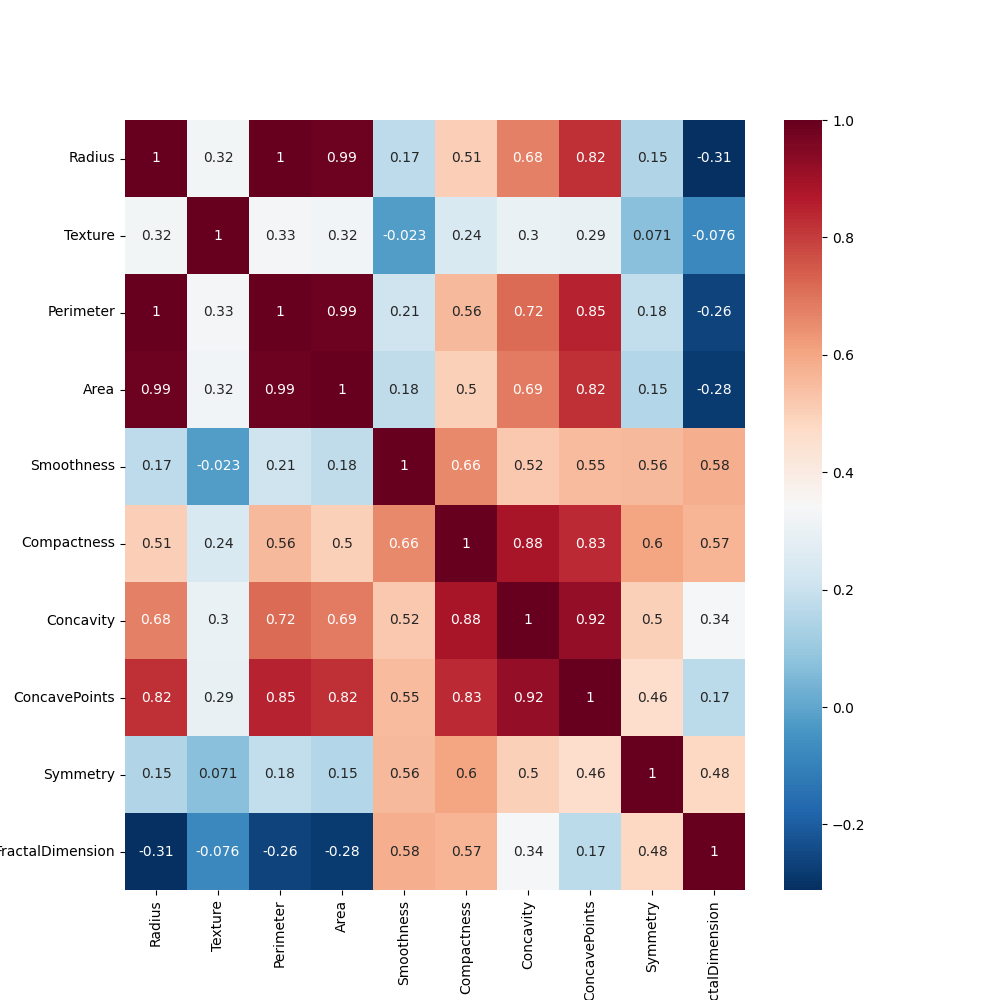 Radius 1 0.32 1 0.99 0.17 0.51 0.68 0.82 0.15 -0.31
Texture 0.32 1 0.33 0.32 -0.023 0.24 0.3 0.29 0.071 -0.076
Perimeter 1 0.33 1 0.99 0.21 0.56 0.72 0.85 0.18 -0.26
Area 0.99 0.32 0.99 1 0.18 0.5 0.69 0.82 0.15 -0.28
Smoothness 0.17 -0.023 0.21 0.18 1 0.66 0.52 0.55 0.56 0.58
Compactness 0.51 0.24 0.56 0.5 0.66 1 0.88 0.83 0.6 0.57
Concavity 0.68 0.3 0.72 0.69 0.52 0.88 1 0.92 0.5 0.34
ConcavePoints 0.82 0.29 0.85 0.82 0.55 0.83 0.92 1 0.46 0.17
Symmetry 0.15 0.071 0.18 0.15 0.56 0.6 0.5 0.46 1 0.48
ractalDimension -0.31 -0.076 -0.26 -0.28 0.58 0.57 0.34 0.17 0.48 1
Radius
Texture
Perimeter
Area
Smoothness
Compactness
Concavity
ConcavePoints
Symmetry
ctalDimension
1.0
0.8
0.6
0.4
0.2
0.0
−0.2